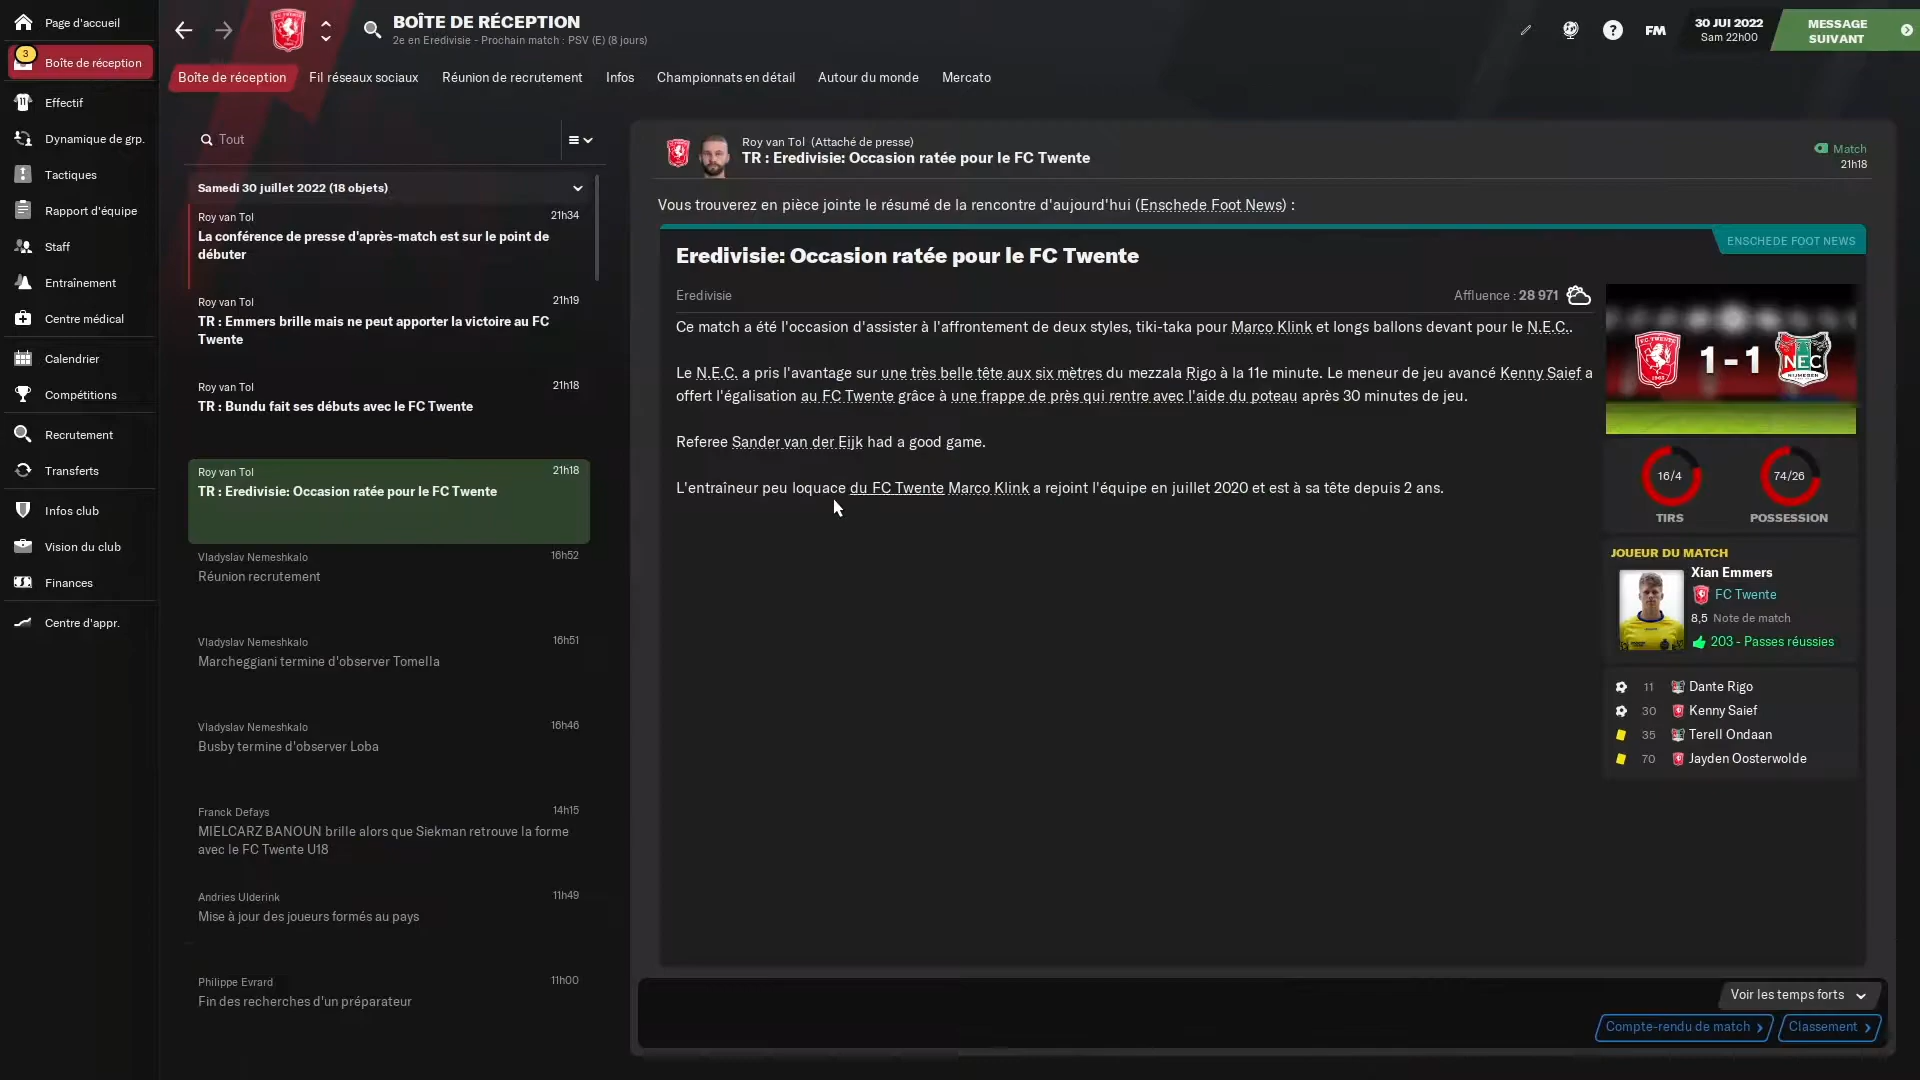 Page d'accueil
3
Boîte de réception
Effectif
Dynamique de grp.
Tactiques
Rapport d'équipe
Staff
Entraînement
Centre médical
Calendrier
Compétitions
Recrutement
Transferts
Infos club
Vision du club
Finances
Centre d'appr.
BOÎTE DE RÉCEPTION
2e en Eredivisie - Prochain match : PSV (E) (8 jours)
FM
30 JUI 2022
Sam 22h00
MESSAGE
SUIVANT
Boîte de réception
Fil réseaux sociaux
Réunion de recrutement
Infos
Championnats en détail
Autour du monde
Mercato
Tout
Samedi 30 juillet 2022 (18 objets)
Roy van Tol 21h34
La conférence de presse d'après-match est sur le point de
débuter
Roy van Tol 21h19
TR : Emmers brille mais ne peut apporter la victoire au FC
Twente
Roy van Tol 21h18
TR : Bundu fait ses débuts avec le FC Twente
Roy van Tol 21h18
TR : Eredivisie: Occasion ratée pour le FC Twente
Vladyslav Nemeshkalo 16h52
Réunion recrutement
Vladyslav Nemeshkalo 16h51
Marcheggiani termine d'observer Tomella
Vladyslav Nemeshkalo 16h46
Busby termine d'observer Loba
Franck Defays 14h15
MIELCARZ BANOUN brille alors que Siekman retrouve la forme
avec le FC Twente U18
Andries Ulderink 11h49
Mise à jour des joueurs formés au pays
Philippe Evrard 11h00
Fin des recherches d'un préparateur
Roy van Tol (Attaché de presse)
TR : Eredivisie: Occasion ratée pour le FC Twente
Match
21h18
Vous trouverez en pièce jointe le résumé de la rencontre d'aujourd'hui (Enschede Foot News) :
ENSCHEDE FOOT NEWS
Eredivisie: Occasion ratée pour le FC Twente
Eredivisie
Affluence : 28 971
Ce match a été l'occasion d'assister à l'affrontement de deux styles, tiki-taka pour Marco Klink et longs ballons devant pour le N.E.C..
Le N.E.C. a pris l'avantage sur une très belle tête aux six mètres du mezzala Rigo à la 11e minute. Le meneur de jeu avancé Kenny Saief a
offert l'égalisation au FC Twente grâce à une frappe de près qui rentre avec l'aide du poteau après 30 minutes de jeu.
Referee Sander van der Eijk had a good game.
L'entraîneur peu loquace du FC Twente Marco Klink a rejoint l'équipe en juillet 2020 et est à sa tête depuis 2 ans.
1 - 1
NEC
16/4
74/26
TIRS
POSSESSION
JOUEUR DU MATCH
Xian Emmers
FC Twente
8,5 Note de match
203 - Passes réussies
11 Dante Rigo
30 Kenny Saief
35 Terell Ondaan
70 Jayden Oosterwolde
Voir les temps forts
Compte-rendu de match
Classement